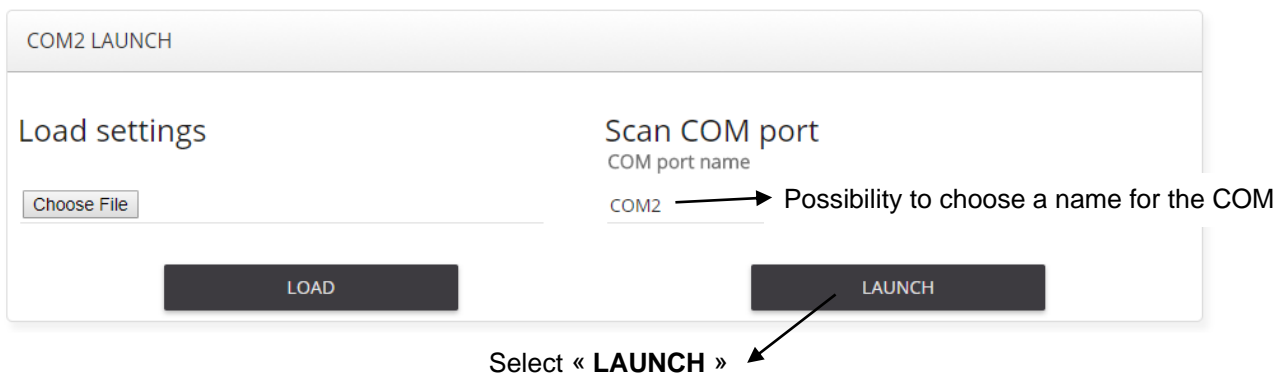 COM2 LAUNCH
Load settings
Choose File
LOAD
Scan COM port
COM port name
COM2
Possibility to choose a name for the COM
LAUNCH
Select « LAUNCH »